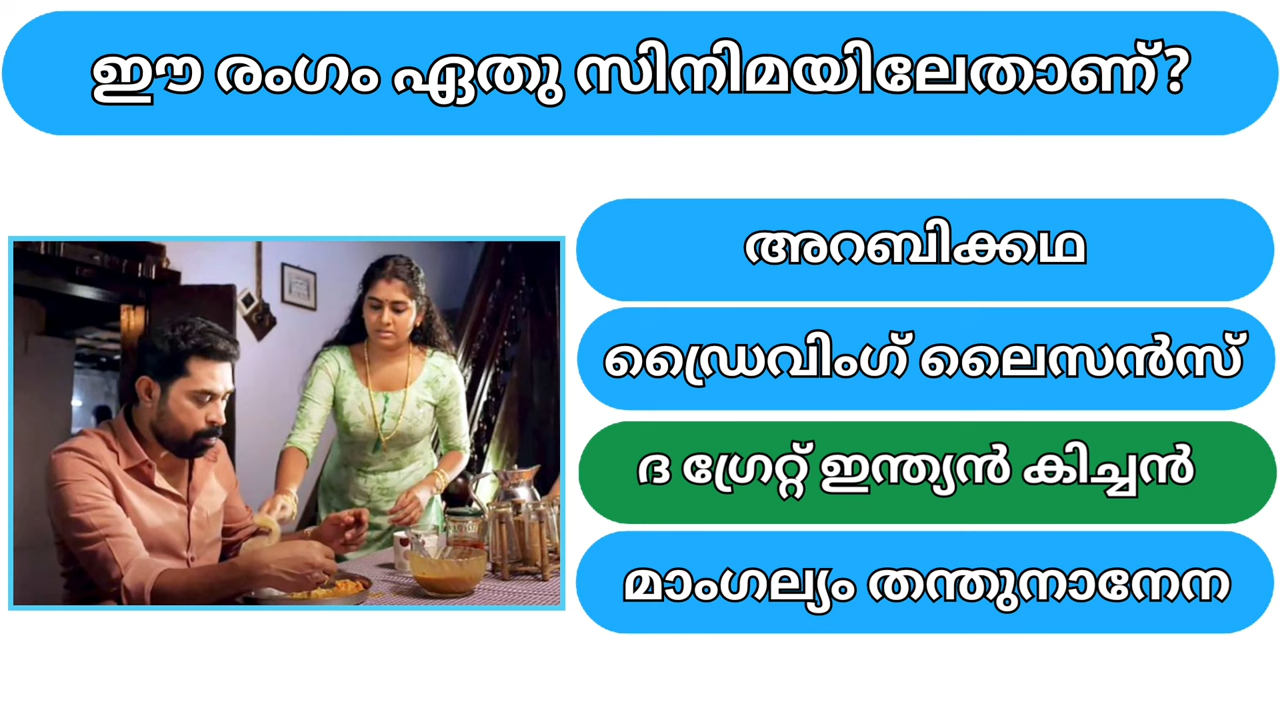 ഈ രംഗം ഏതു സിനിമയിലേതാണ്?
അറബിക്കഥ
ഡ്രൈവിംഗ് ലൈസൻസ്
ദ ഗ്രേറ്റ് ഇന്ത്യൻ കിച്ചൻ
മാംഗല്യം തന്തുനാനേന